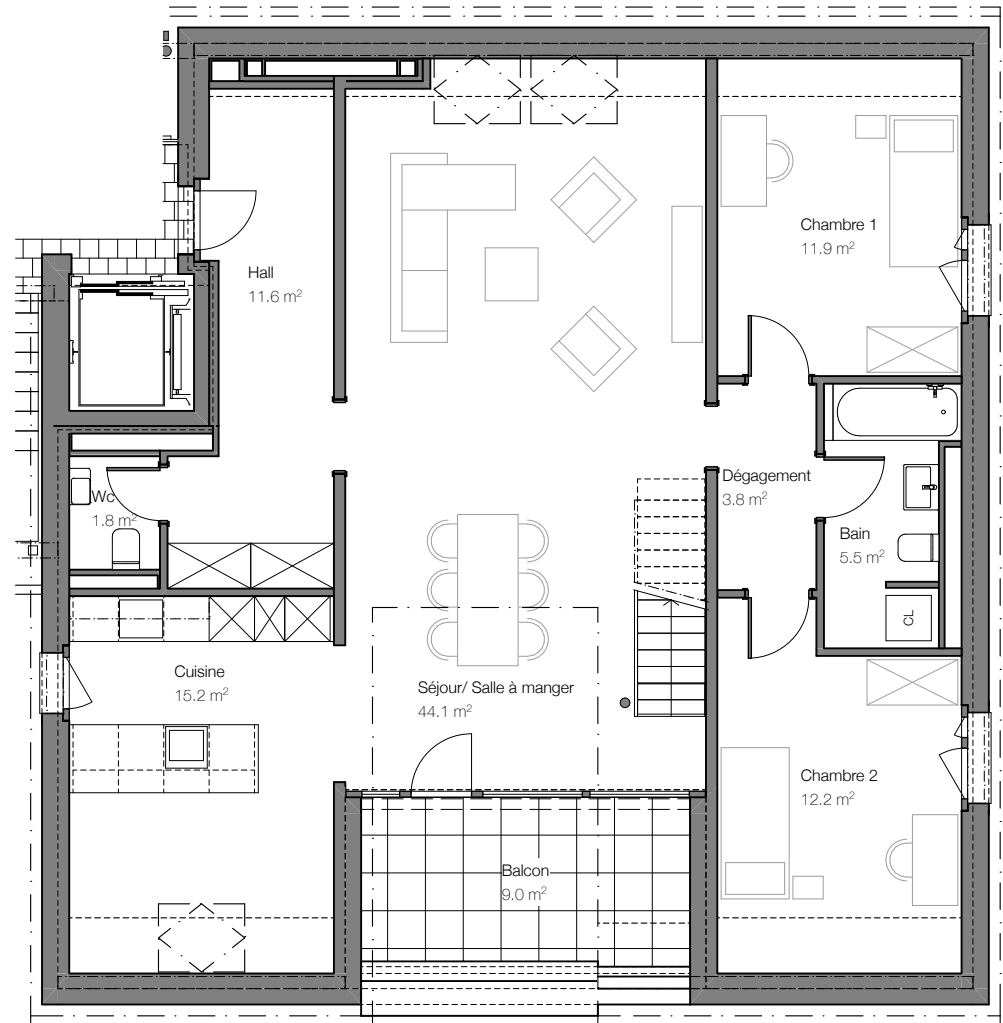 Chambre 1
11.9 m²
Hall
11.6 m²
Dégagement
3.8 m²
Wc
1.8 m²
Bain
5.5 m²
CL
Cuisine
15.2 m²
Séjour/ Salle à manger
44.1 m²
Chambre 2
12.2 m²
Balcon
9.0 m²